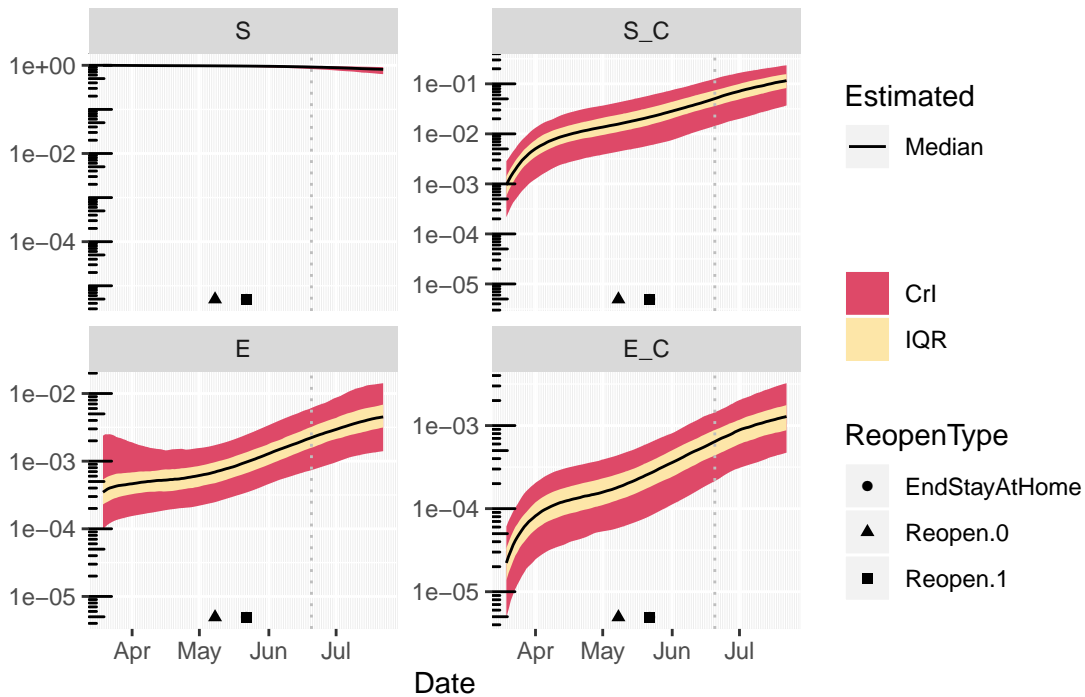 S
S_C
1e+00
1e−02
1e−04
1e−01
1e−02
1e−03
1e−04
1e−05
E
E_C
1e−02
1e−03
1e−04
1e−05
1e−03
1e−04
1e−05
Apr May Jun Jul
Apr May Jun Jul
Date
Estimated
Median
CrI
IQR
ReopenType
EndStayAtHome
Reopen.0
Reopen.1